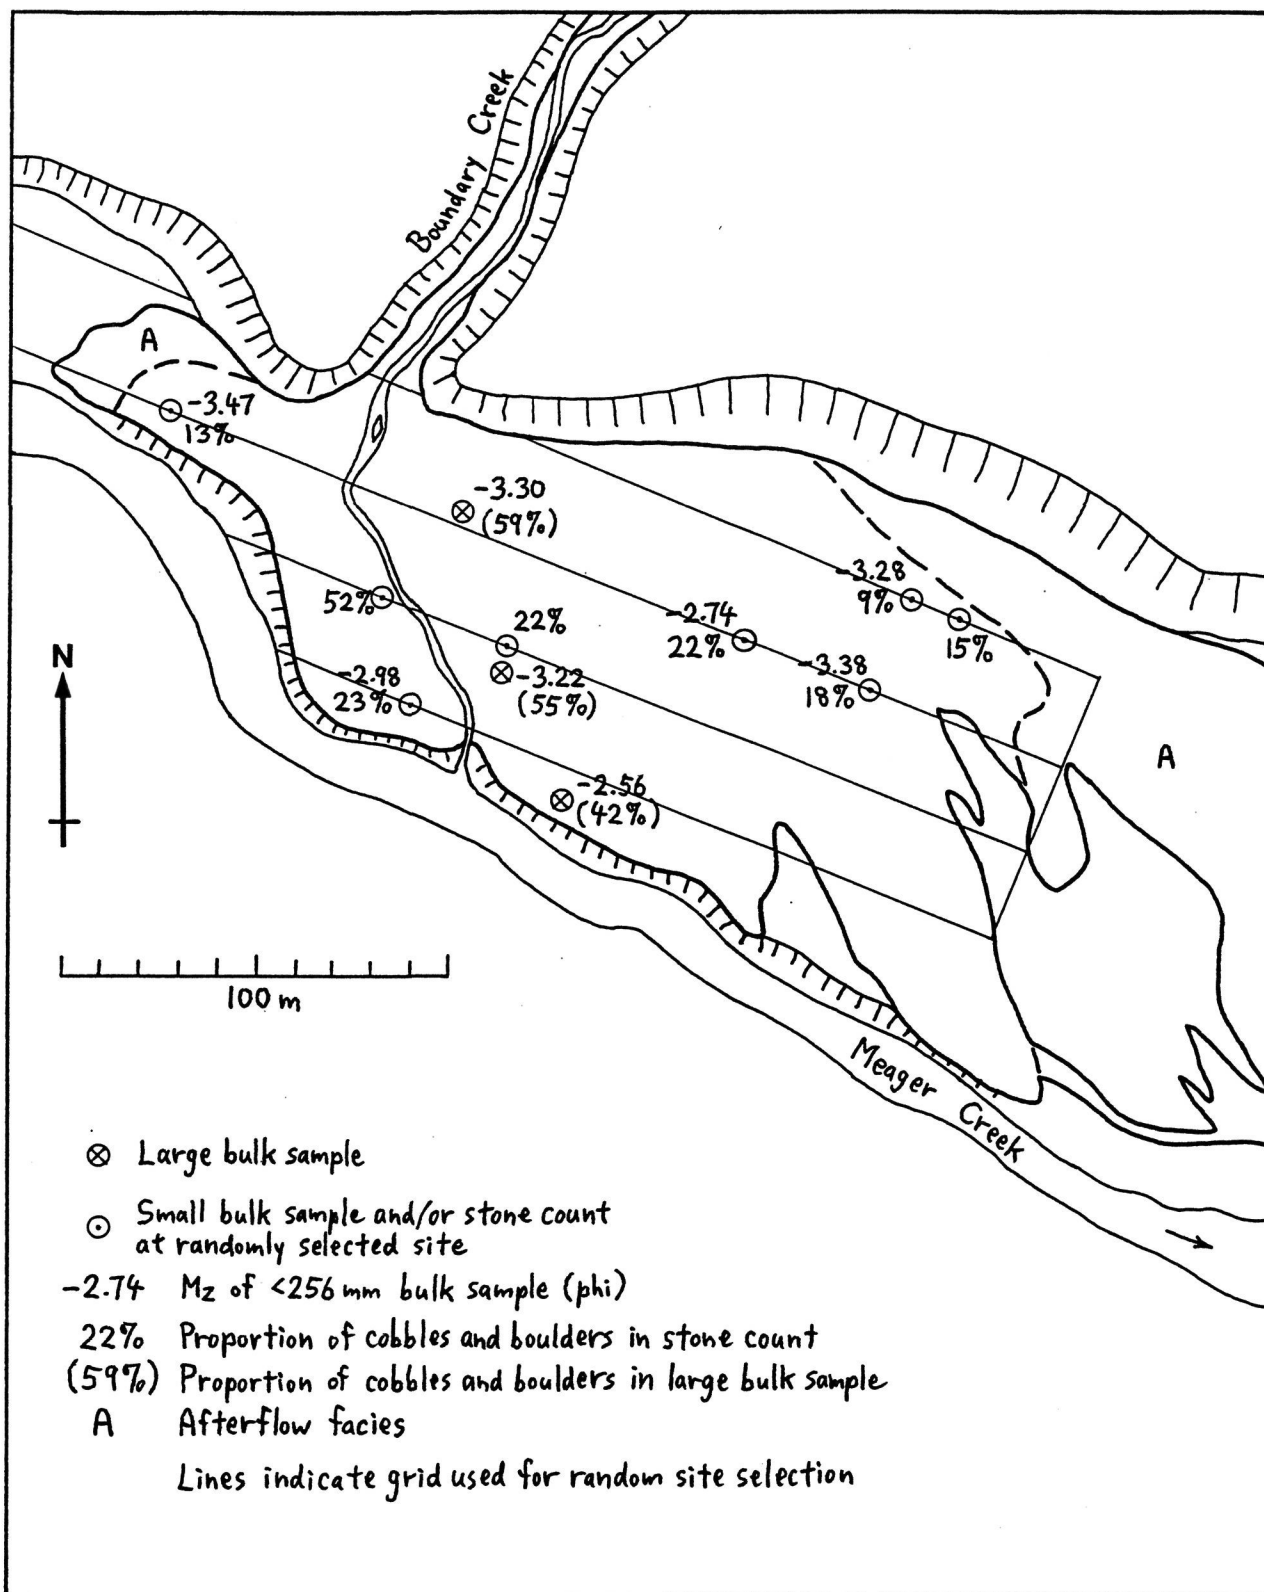 Boundary Creek
A
-3.47
13%
-3.30
(59%)
-3.28
9%
15%
52%
22%
-2.74
22%
-3.38
18%
-2.98
23%
-3.22
(55%)
-2.56
(42%)
A
N
100 m
Meager Creek
Large bulk sample
Small bulk sample and/or stone count
at randomly selected site
-2.74 Mz of <256 mm bulk sample (phi)
22% Proportion of cobbles and boulders in stone count
(59%) Proportion of cobbles and boulders in large bulk sample
A Afterflow facies
Lines indicate grid used for random site selection